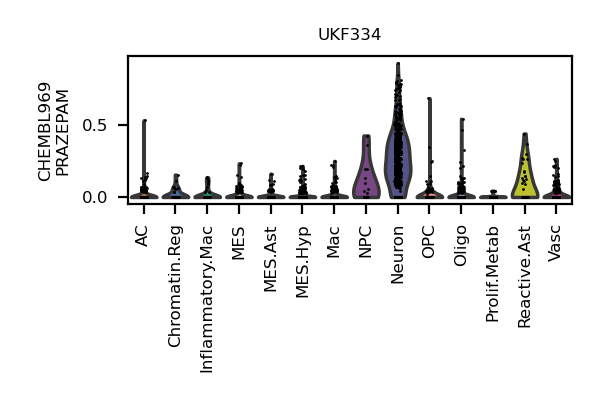 UKF334
CHEMBL969
PRAZEPAM
0.5
0.0
AC
Chromatin.Reg
Inflammatory.Mac
MES
MES.Ast
MES.Hyp
Mac
NPC
Neuron
OPC
Oligo
Prolif.Metab
Reactive.Ast
Vasc